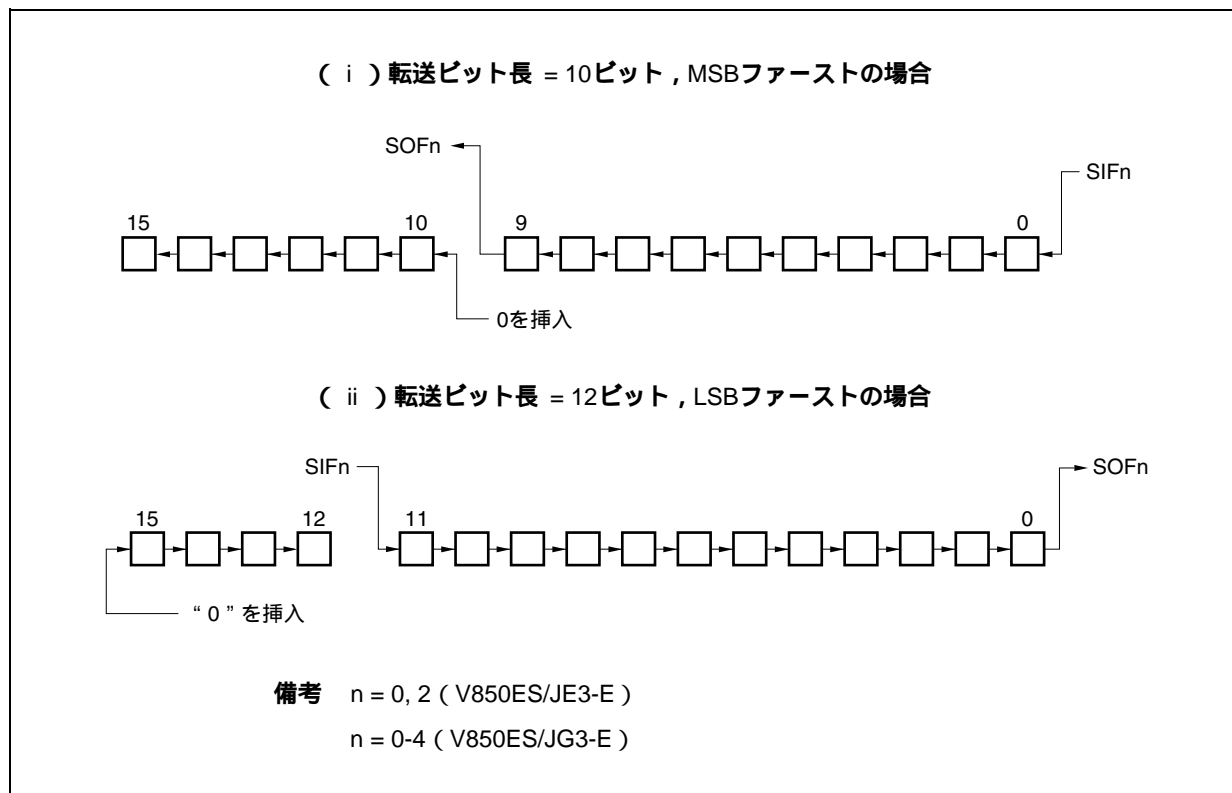 ( i )転送ビット長 = 10ビット , MSBファーストの場合
SOFn
SIFn
15
10
9
0
0を挿入
( ii )転送ビット長 = 12ビット , LSBファーストの場合
SIFn
SOFn
15
12
11
0
“ 0 ” を挿入
備考 n = 0, 2 ( V850ES/JE3-E )
n = 0-4 ( V850ES/JG3-E )